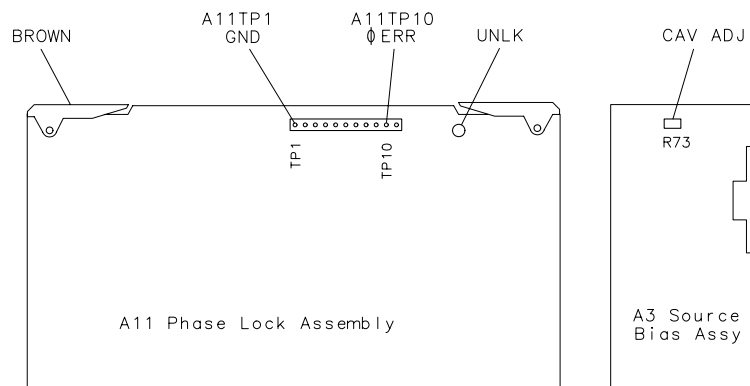 BROWN
A11TP1
GND
A11TP10
ϕERR
UNLK
CAV ADJ
TP1
TP10
R73
A11 Phase Lock Assembly
A3 Source
Bias Assy